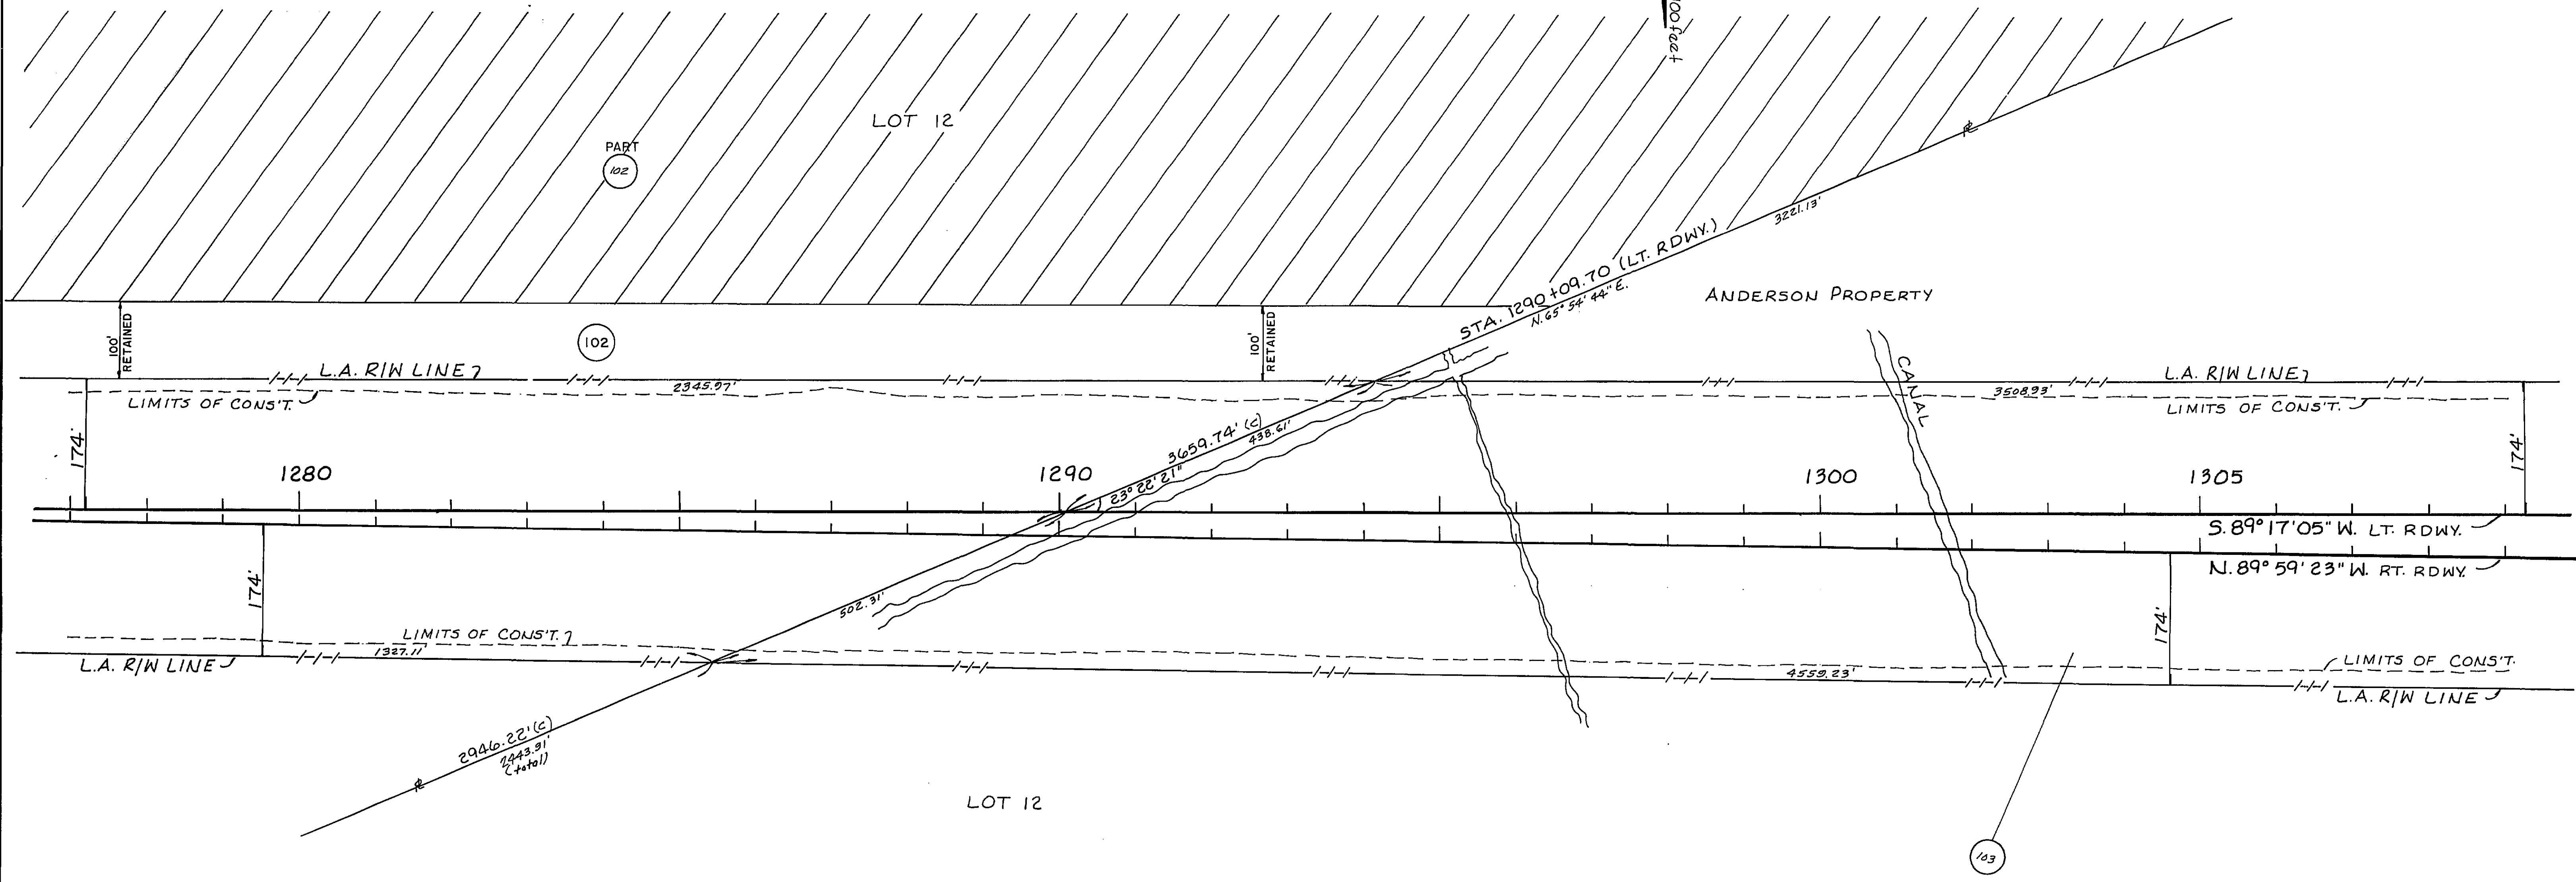 100 feet
LOT 12
PART
102
3221.13'
STA. 1290+09.70 (LT. RDWY.)
N. 65° 54' 44" E.
ANDERSON PROPERTY
100'
RETAINED
102
100'
RETAINED
L.A. R/W LINE
2345.97'
L.A. R/W LINE
3508.93'
LIMITS OF CONS'T.
LIMITS OF CONS'T.
CANAL
174'
3659.74' (C)
438.61'
174'
1280
1290
23° 22' 21"
1300
1305
S. 89° 17' 05" W. LT. RDWY.
N. 89° 59' 23" W. RT. RDWY.
174'
502.31'
174'
LIMITS OF CONS'T.
1327.11'
L.A. R/W LINE
4559.23'
LIMITS OF CONS'T.
L.A. R/W LINE
2946.22' (C)
2443.91'
(total)
LOT 12
103